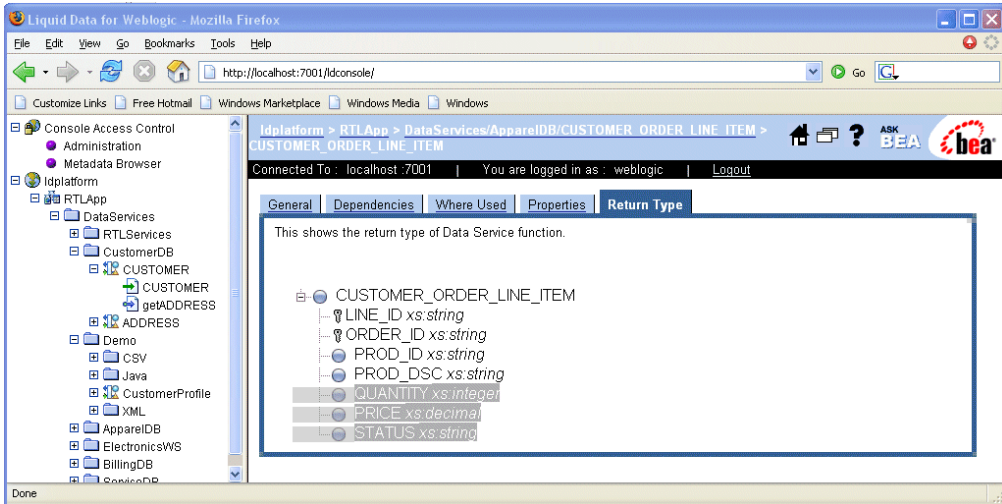 Liquid Data for Weblogic - Mozilla Firefox
File Edit View Go Bookmarks Tools Help
http://localhost:7001/ldconsole/ Go G
Customize Links Free Hotmail Windows Marketplace Windows Media Windows
Console Access Control
Administration
Metadata Browser
ldplatform
RTLApp
DataServices
RTLServices
CustomerDB
CUSTOMER
CUSTOMER
getADDRESS
ADDRESS
Demo
CSV
Java
CustomerProfile
XML
ApparelDB
ElectronicsWS
BillingDB
ServiceDB
ldplatform > RTLApp > DataServices/ApparelDB/CUSTOMER_ORDER_LINE_ITEM >
CUSTOMER_ORDER_LINE_ITEM
? ASK BEA bea
Connected To : localhost :7001 | You are logged in as : weblogic | Logout
General Dependencies Where Used Properties Return Type
This shows the return type of Data Service function.
CUSTOMER_ORDER_LINE_ITEM
LINE_ID xs:string
ORDER_ID xs:string
PROD_ID xs:string
PROD_DSC xs:string
QUANTITY xs:integer
PRICE xs:decimal
STATUS xs:string
Done